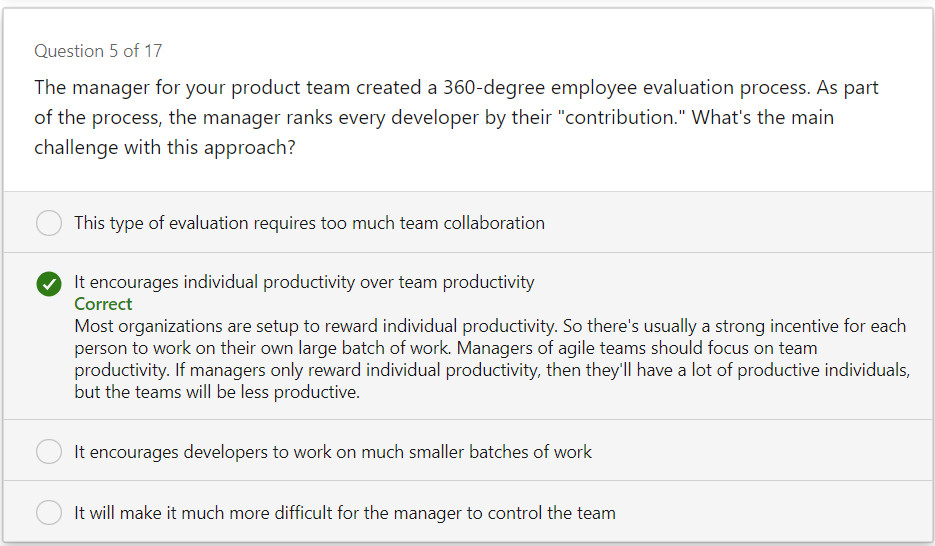 Question 5 of 17
The manager for your product team created a 360-degree employee evaluation process. As part
of the process, the manager ranks every developer by their "contribution." What's the main
challenge with this approach?
This type of evaluation requires too much team collaboration
It encourages individual productivity over team productivity
Correct
Most organizations are setup to reward individual productivity. So there's usually a strong incentive for each
person to work on their own large batch of work. Managers of agile teams should focus on team
productivity. If managers only reward individual productivity, then they'll have a lot of productive individuals,
but the teams will be less productive.
It encourages developers to work on much smaller batches of work
It will make it much more difficult for the manager to control the team